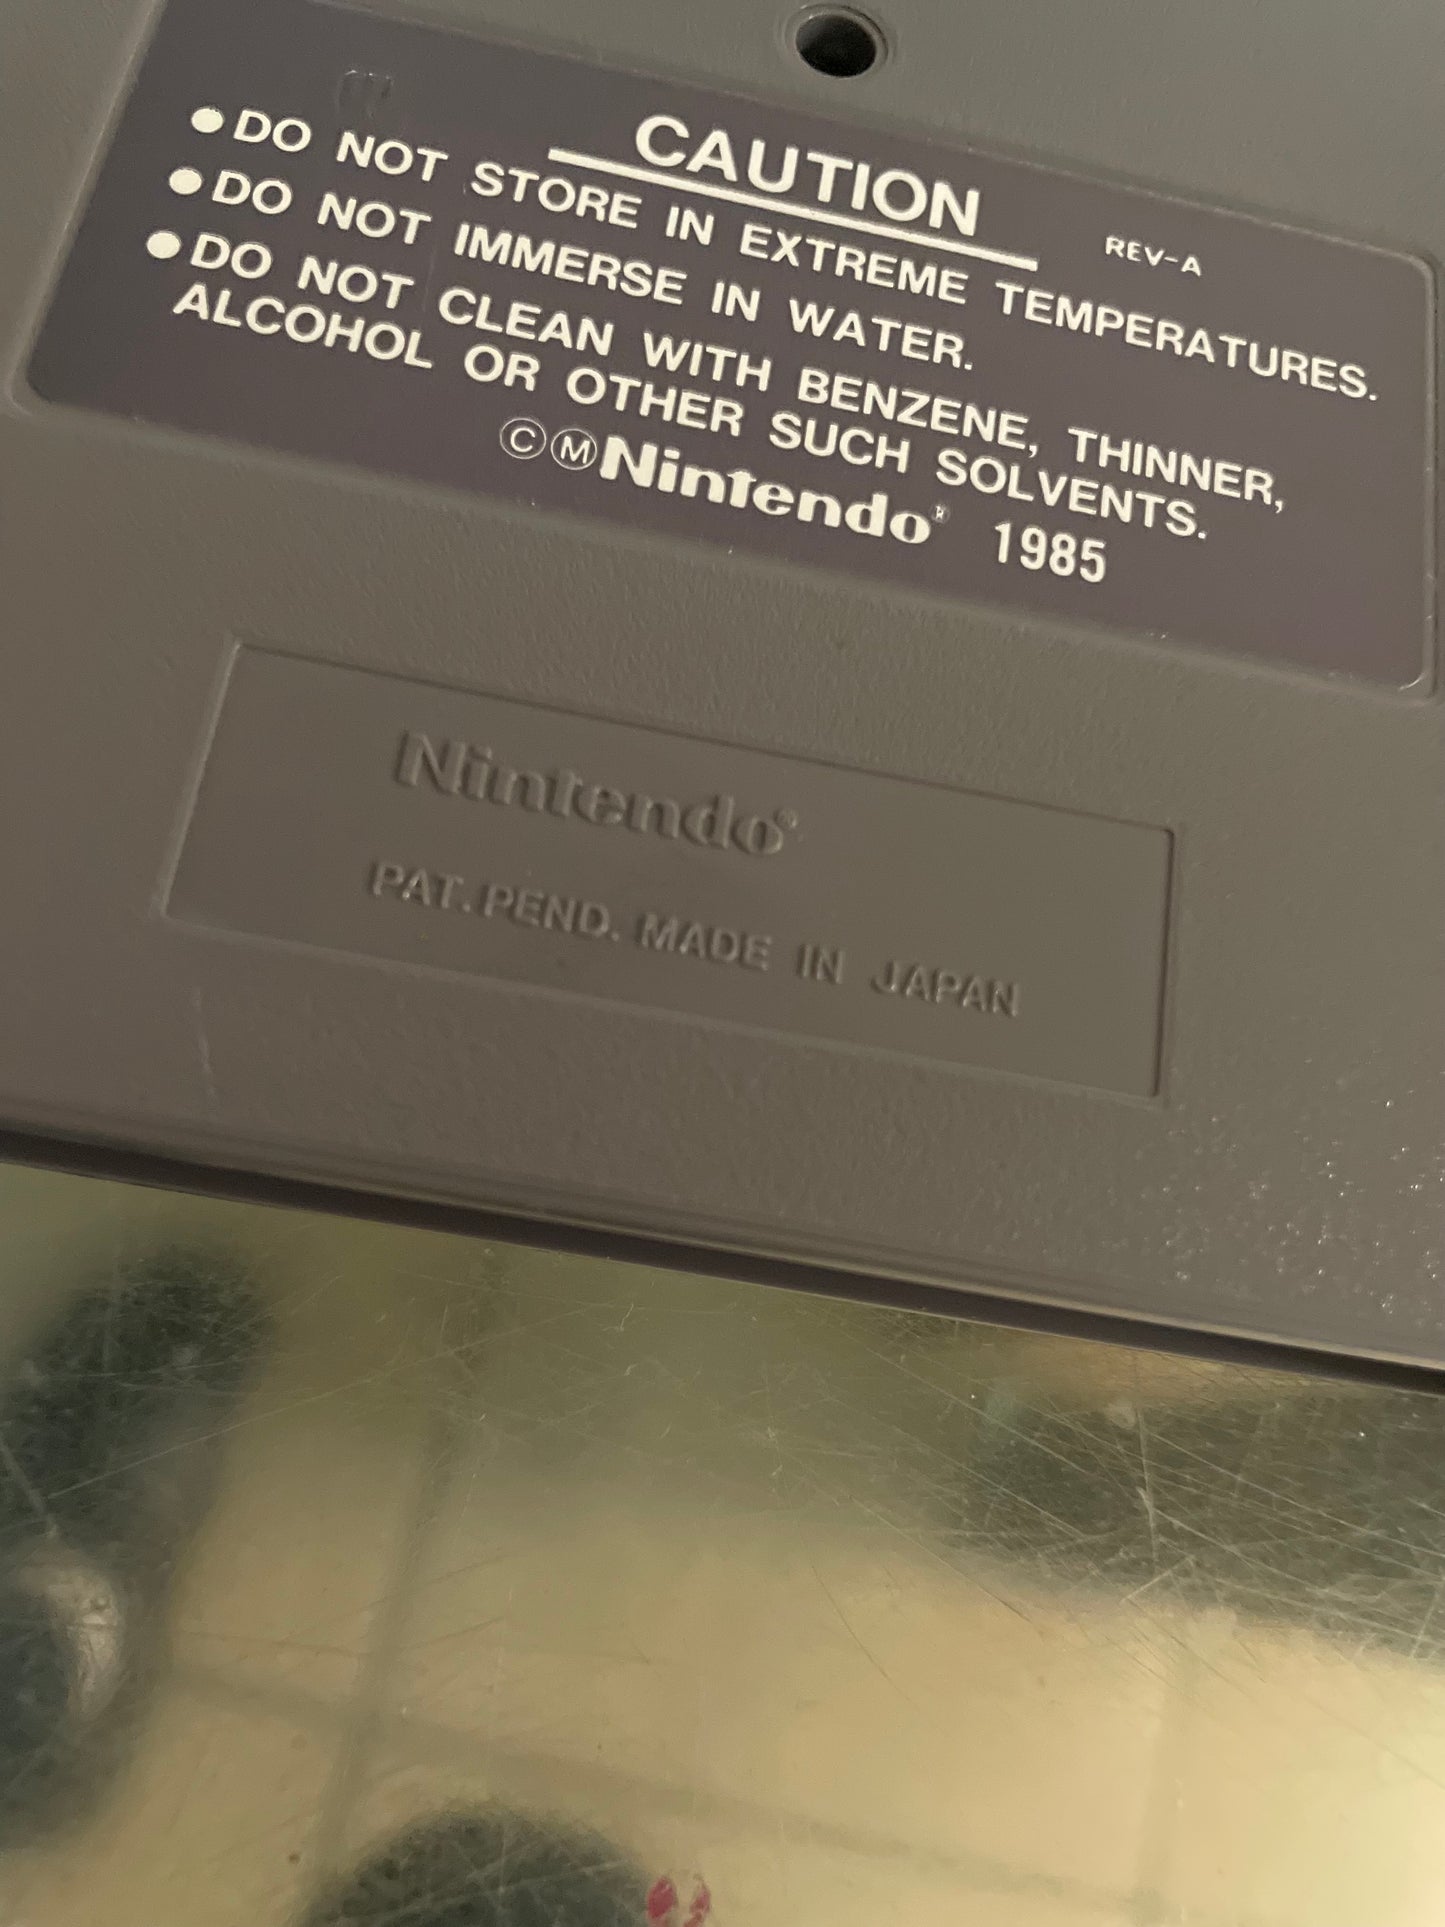 CAUTION
REV-A
●DO NOT STORE IN EXTREME TEMPERATURES.
●DO NOT IMMERSE IN WATER.
●DO NOT CLEAN WITH BENZENE, THINNER,
ALCOHOL OR OTHER SUCH SOLVENTS.
©ⓂNintendo® 1985
Nintendo®
PAT. PEND. MADE IN JAPAN